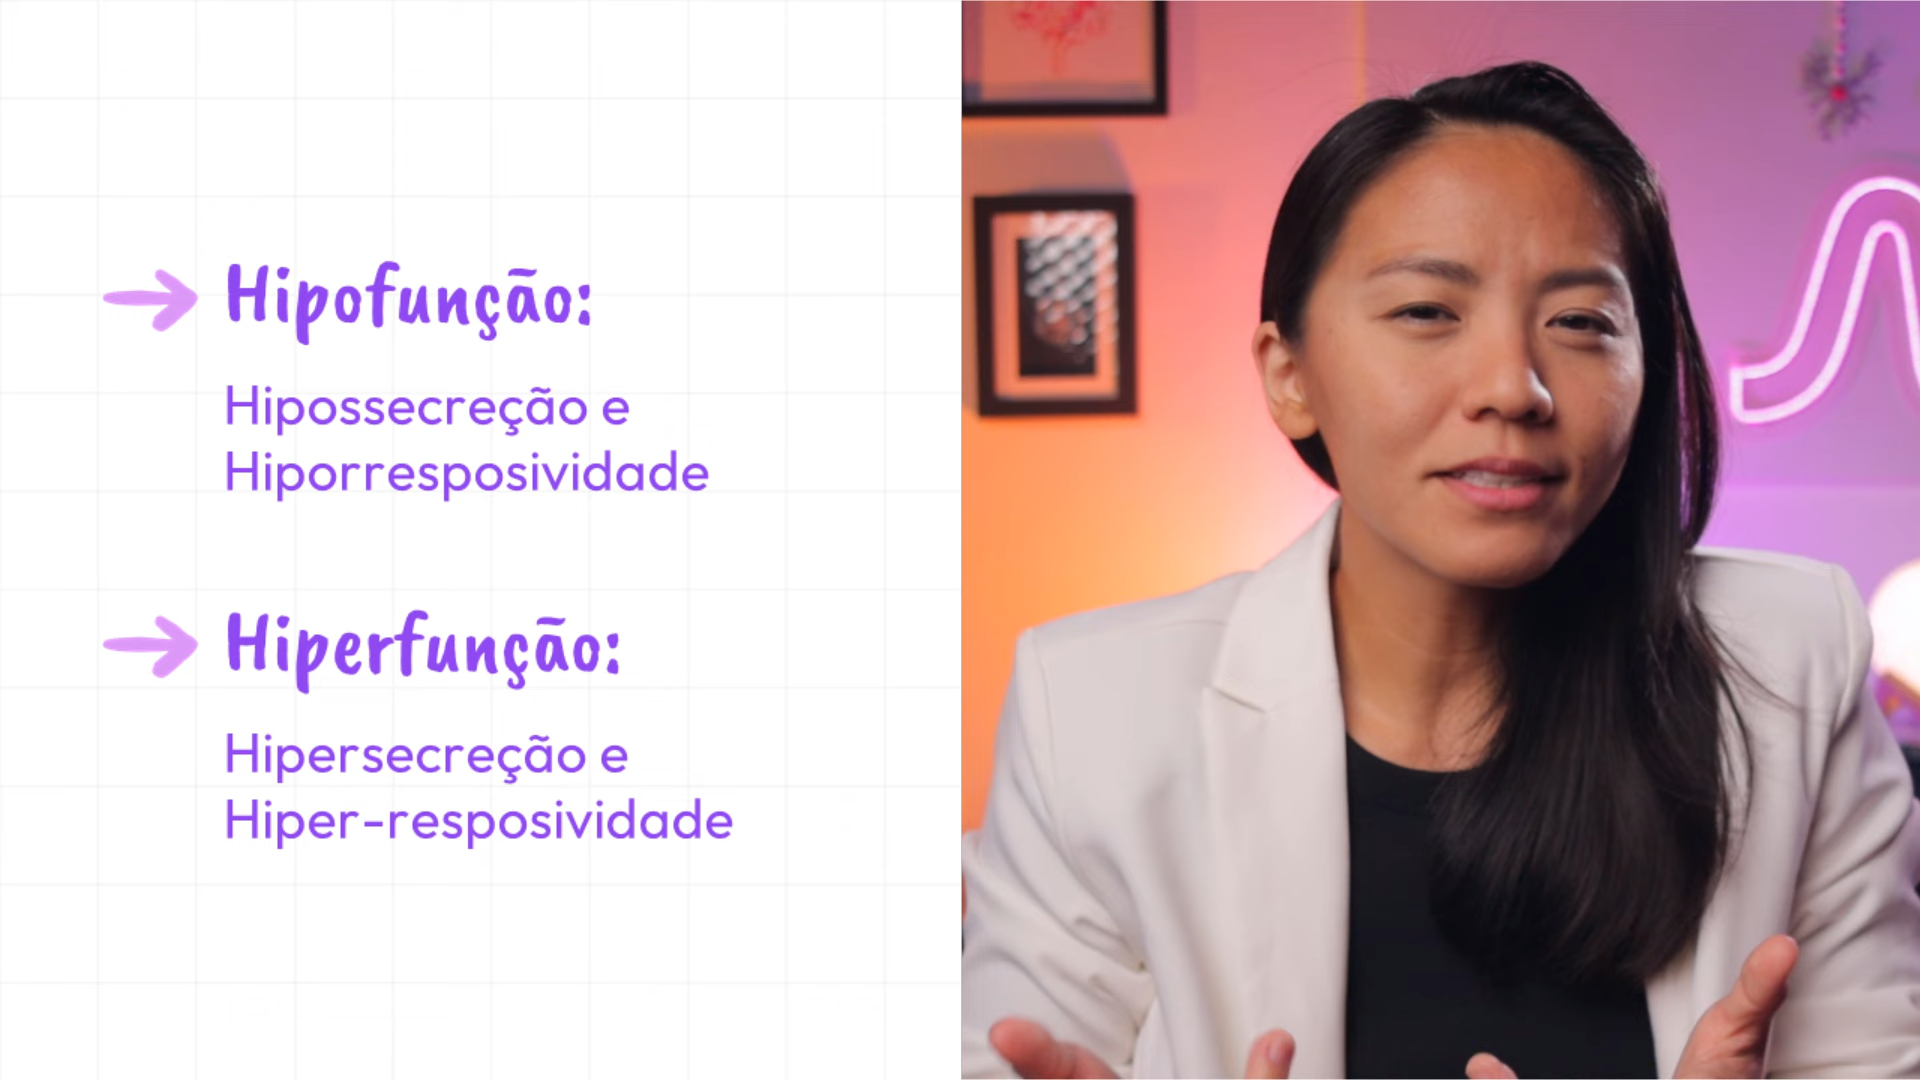 Hipofunção:
Hipossecreção e
Hiporresposividade
Hiperfunção:
Hipersecreção e
Hiper-resposividade